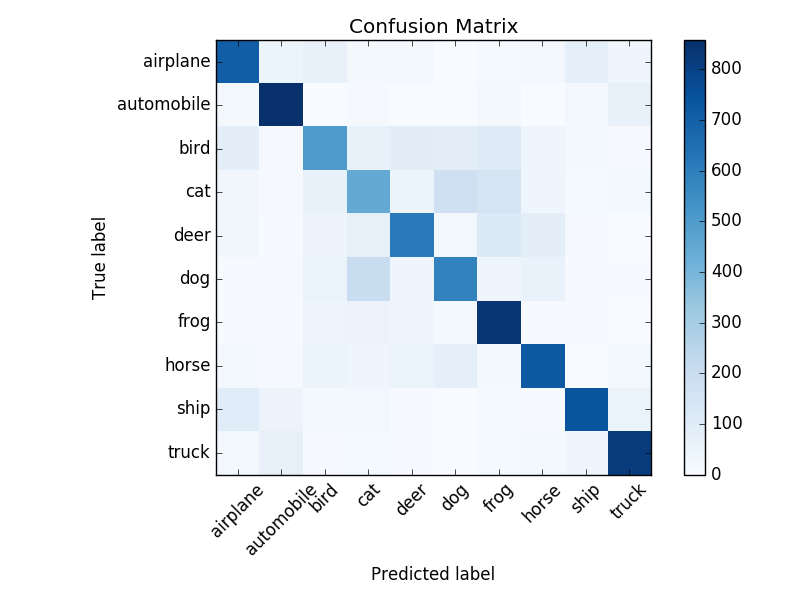 Confusion Matrix
True label
airplane
automobile
bird
cat
deer
dog
frog
horse
ship
truck
airplane
automobile
bird
cat
deer
dog
frog
horse
ship
truck
Predicted label
800
700
600
500
400
300
200
100
0